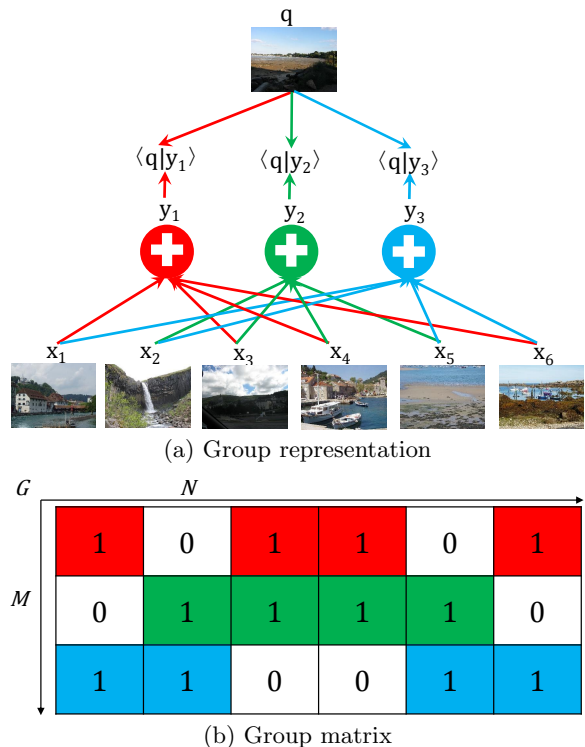 q
⟨q|y₁⟩ ⟨q|y₂⟩ ⟨q|y₃⟩
y₁ y₂ y₃
x₁ x₂ x₃ x₄ x₅ x₆
(a) Group representation
G N
1 0 1 1 0 1
M
0 1 1 1 1 0
1 1 0 0 1 1
(b) Group matrix